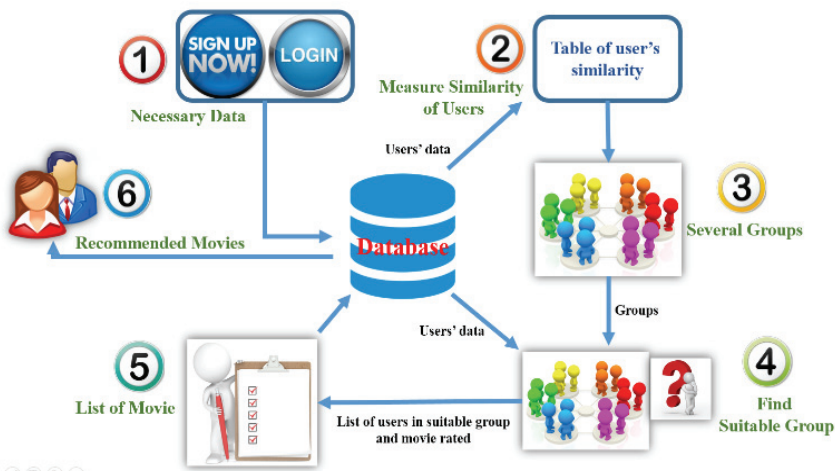 1
SIGN UP
NOW!
LOGIN
Necessary Data
2
Measure Similarity
of Users
Table of user's
similarity
Users' data
3
Several Groups
Groups
6
Recommended Movies
Database
Users' data
4
Find
Suitable Group
5
List of Movie
List of users in suitable group
and movie rated
?